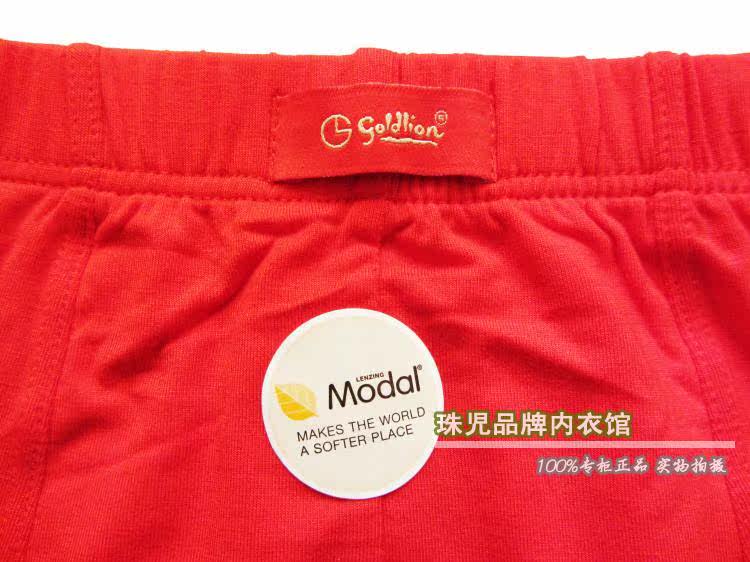 Goldlion®
LENZING
Modal®
MAKES THE WORLD
A SOFTER PLACE
珠児品牌内衣馆
100%专柜正品 实物拍摄